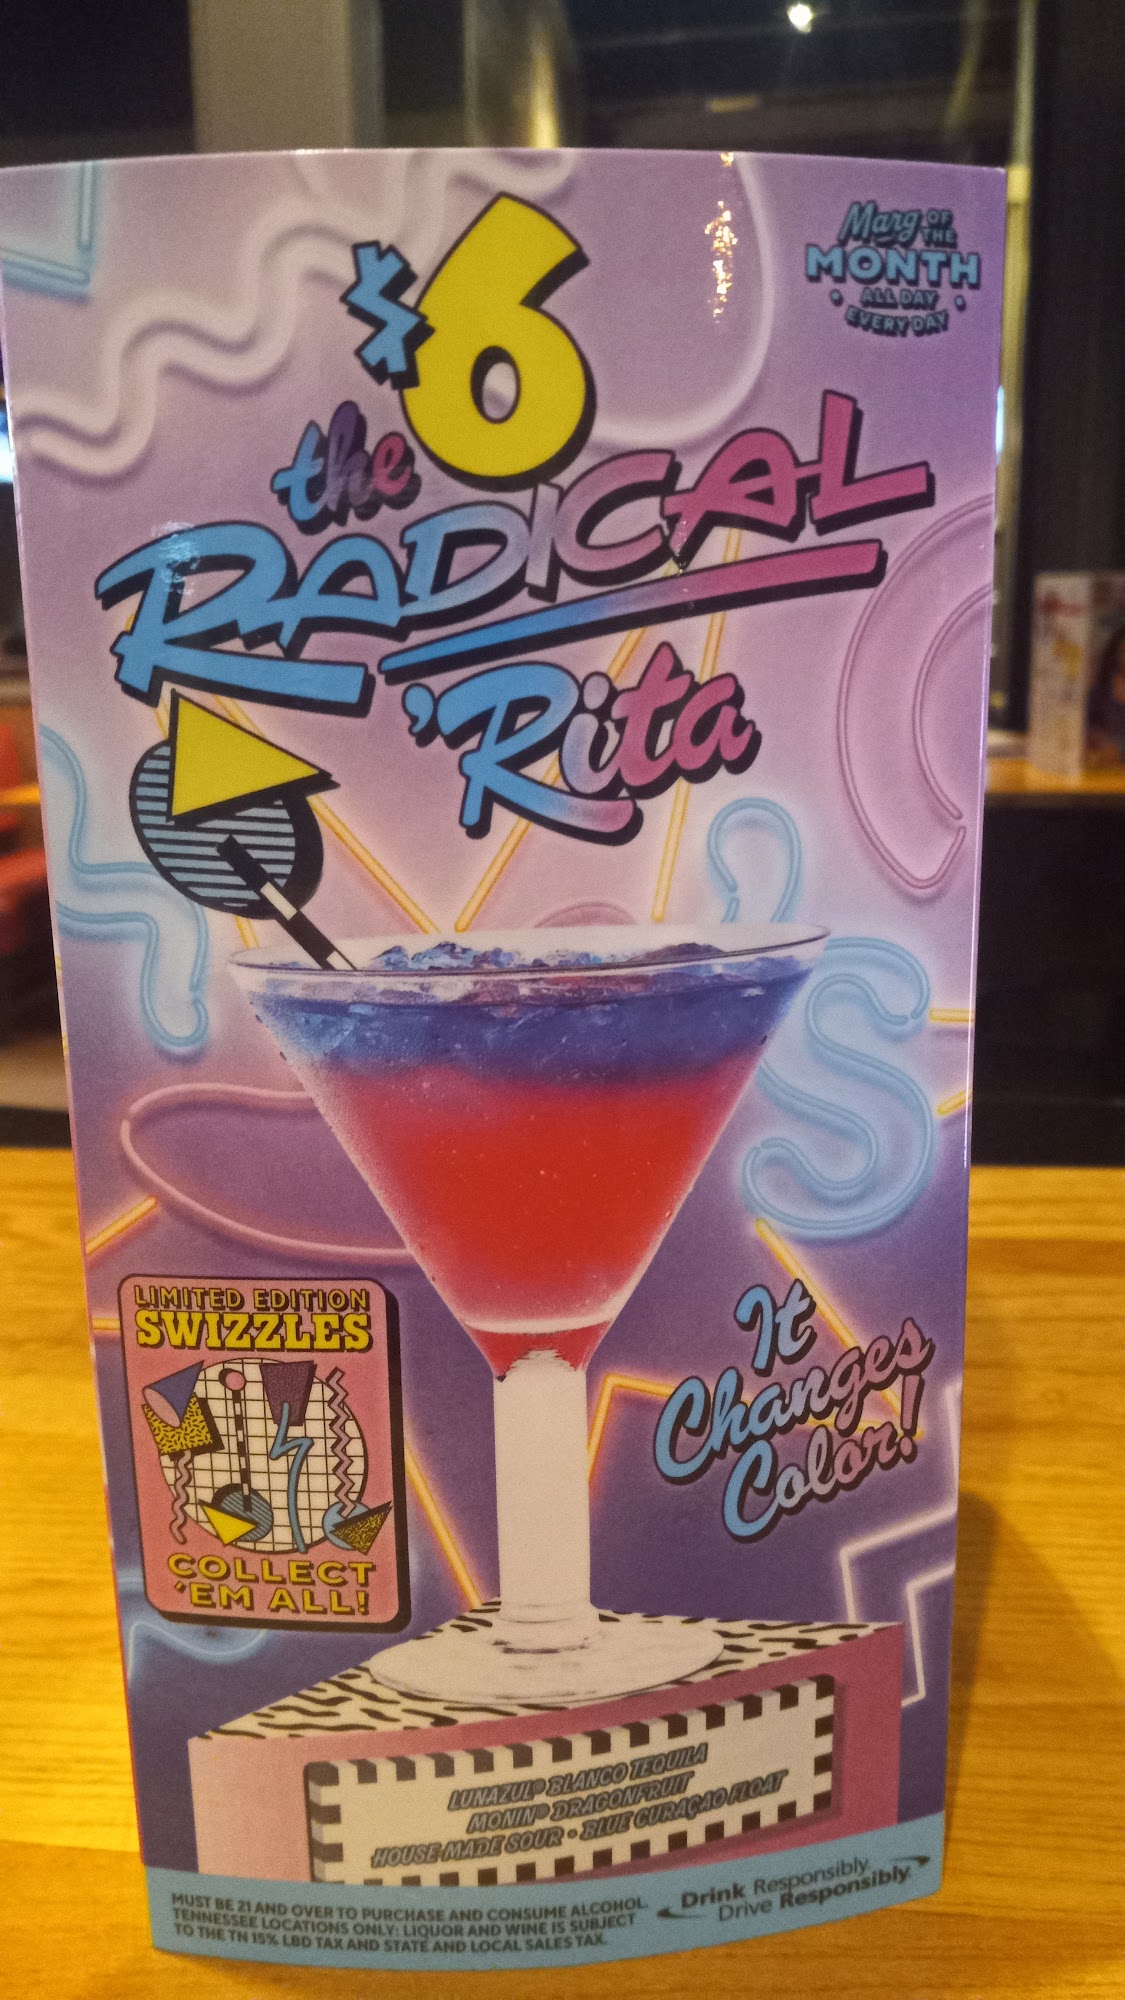 $6
the
RADICAL
'Rita
Marg OF THE
MONTH
• ALL DAY •
EVERY DAY
LIMITED EDITION
SWIZZLES
COLLECT
'EM ALL!
It
Changes
Color!
LUNAZUL® BLANCO TEQUILA
MONIN® DRAGONFRUIT
HOUSE-MADE SOUR • BLUE CURAÇAO FLOAT
MUST BE 21 AND OVER TO PURCHASE AND CONSUME ALCOHOL.
TENNESSEE LOCATIONS ONLY: LIQUOR AND WINE IS SUBJECT
TO THE TN 15% LBD TAX AND STATE AND LOCAL SALES TAX.
Drink Responsibly.
Drive Responsibly.